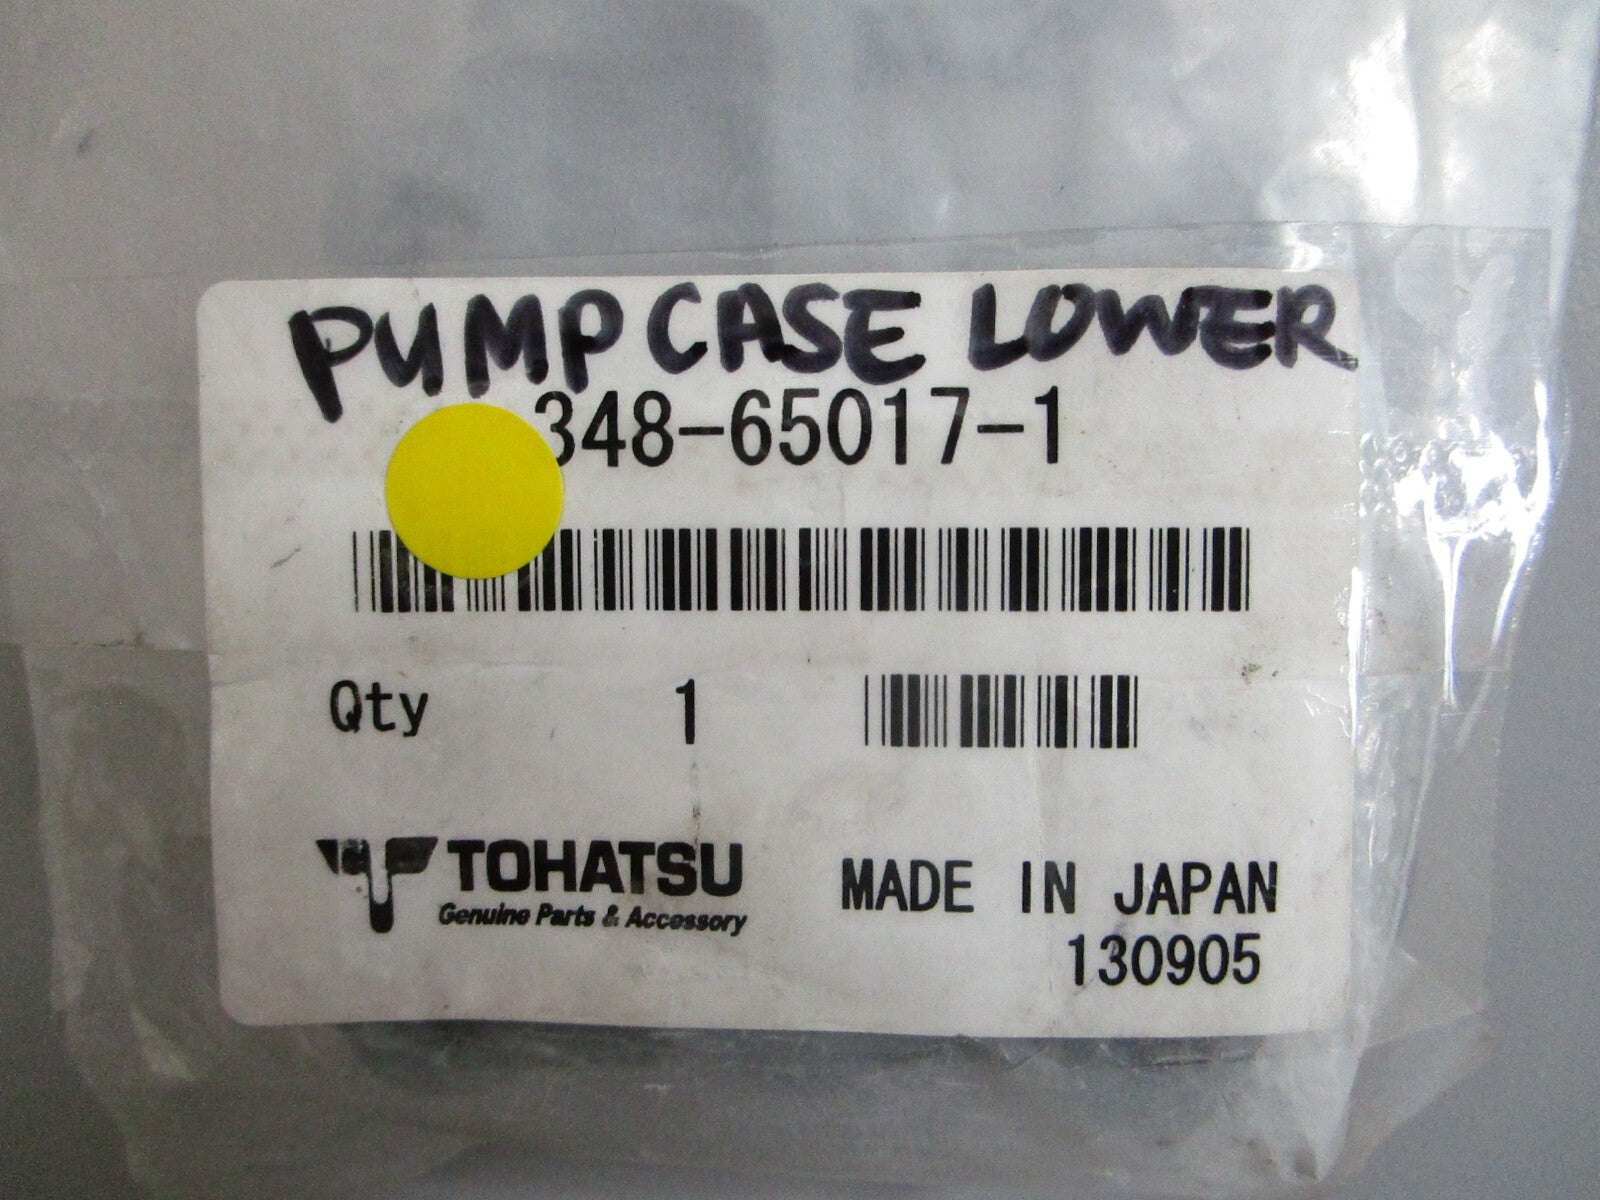 PUMP CASE LOWER
348-65017-1
Qty 1
TOHATSU
Genuine Parts & Accessory
MADE IN JAPAN
130905